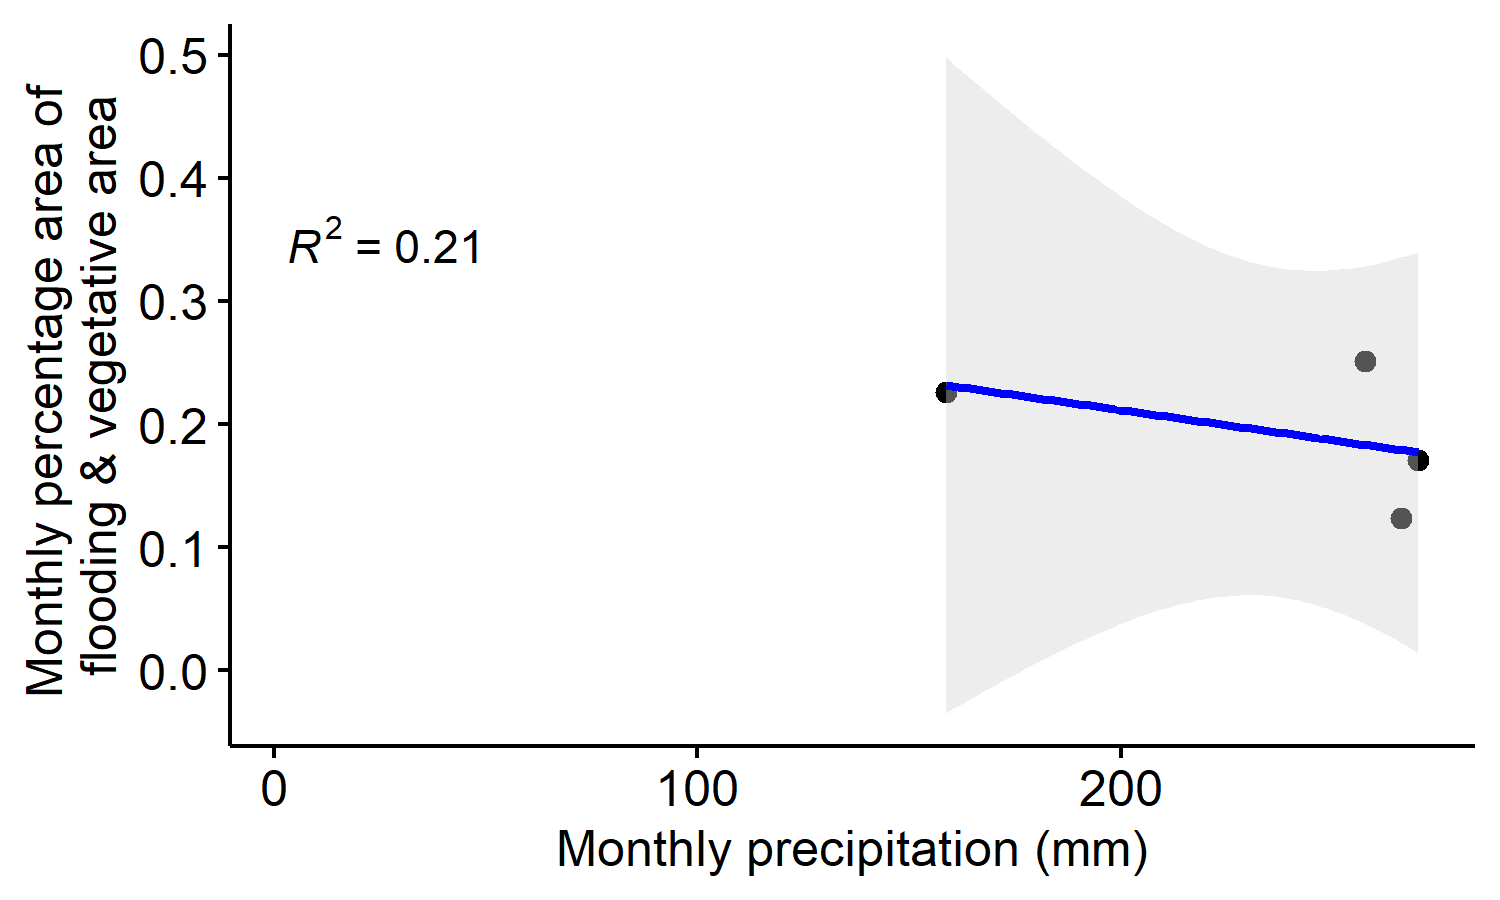 Monthly percentage area of
flooding & vegetative area
0.5
0.4
0.3
0.2
0.1
0.0
R² = 0.21
0 100 200
Monthly precipitation (mm)